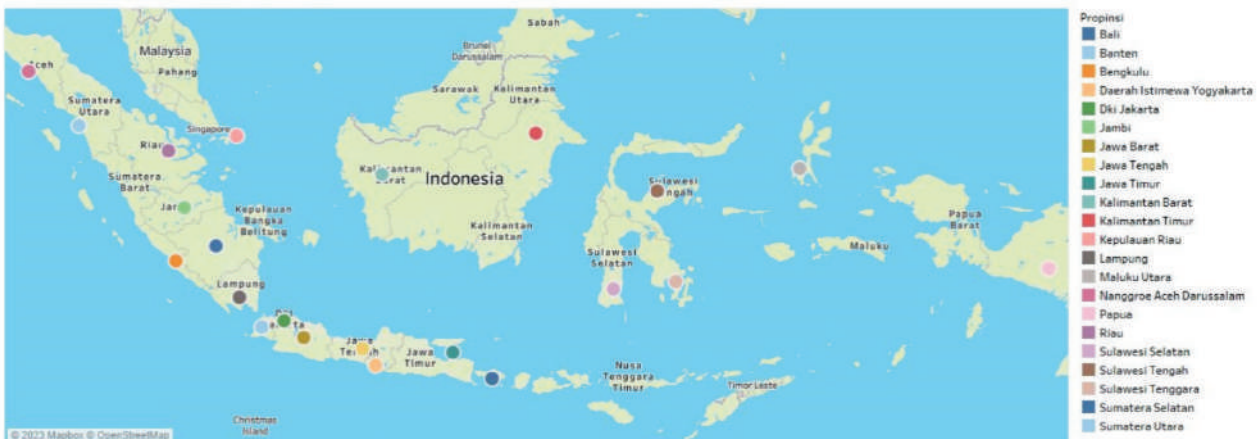 Sabah
Malaysia
Brunei
Darussalam
Aceh
Pahang
Sumatera
Utara
Sarawak
Kalimantan
Utara
Singapore
Riau
Sumatera
Barat
Kalimantan
Barat
Indonesia
Sulawesi
Tengah
Kepulauan
Bangka
Belitung
Kalimantan
Selatan
Papua
Barat
Maluku
Sulawesi
Selatan
Lampung
Jawa
Tengah
Jawa
Timur
Nusa
Tenggara
Timur
Timor Leste
Christmas
Island
© 2023 Mapbox © OpenStreetMap
Propinsi
Bali
Banten
Bengkulu
Daerah Istimewa Yogyakarta
Dki Jakarta
Jambi
Jawa Barat
Jawa Tengah
Jawa Timur
Kalimantan Barat
Kalimantan Timur
Kepulauan Riau
Lampung
Maluku Utara
Nanggroe Aceh Darussalam
Papua
Riau
Sulawesi Selatan
Sulawesi Tengah
Sulawesi Tenggara
Sumatera Selatan
Sumatera Utara